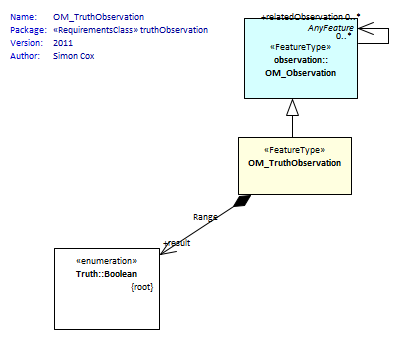 Name: OM_TruthObservation
Package: «RequirementsClass» truthObservation
Version: 2011
Author: Simon Cox
+relatedObservation 0..*
AnyFeature
0..*
«FeatureType»
observation::
OM_Observation
«FeatureType»
OM_TruthObservation
Range
+result
«enumeration»
Truth::Boolean
{root}